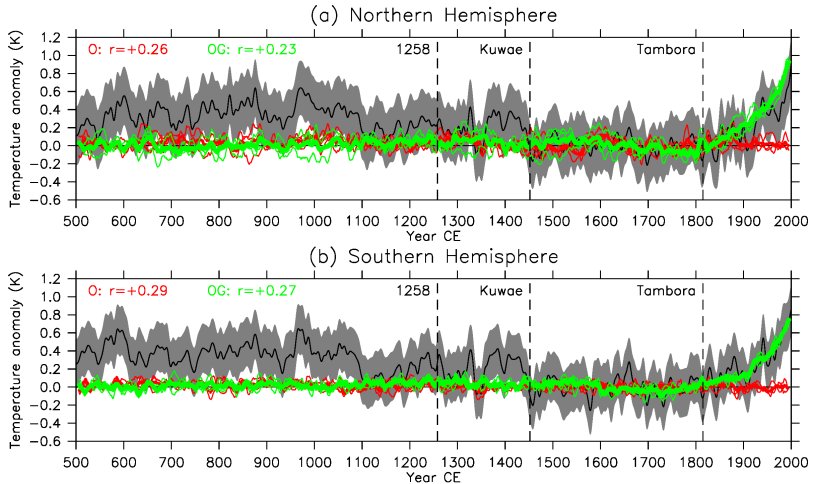 (a) Northern Hemisphere
Temperature anomaly (K)
1.2
1.0
0.8
0.6
0.4
0.2
0.0
−0.2
−0.4
−0.6
O: r=+0.26 OG: r=+0.23 1258 Kuwae Tambora
500 600 700 800 900 1000 1100 1200 1300 1400 1500 1600 1700 1800 1900 2000
Year CE
(b) Southern Hemisphere
Temperature anomaly (K)
1.2
1.0
0.8
0.6
0.4
0.2
0.0
−0.2
−0.4
−0.6
O: r=+0.29 OG: r=+0.27 1258 Kuwae Tambora
500 600 700 800 900 1000 1100 1200 1300 1400 1500 1600 1700 1800 1900 2000
Year CE